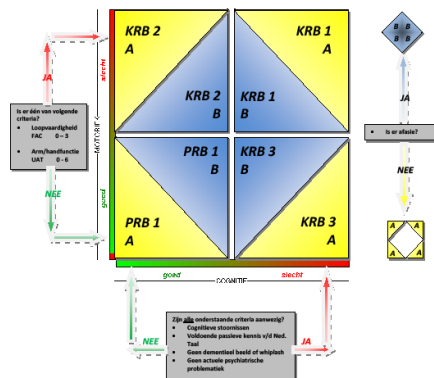 KRB 2
A
KRB 1
A
KRB 2
B
KRB 1
B
PRB 1
B
KRB 3
B
PRB 1
A
KRB 3
A
slecht
goed
MOTORIEK
goed
slecht
COGNITIE
JA
Is er één van volgende
criteria?
• Loopvaardigheid
FAC 0 – 3
• Arm/handfunctie
UAT 0 - 6
NEE
B
B B
B
JA
• Is er afasie?
NEE
A A
A A
Zijn alle onderstaande criteria aanwezig?
• Cognitieve stoornissen
• Voldoende passieve kennis v/d Ned.
Taal
• Geen dementieel beeld of whiplash
• Geen actuele psychiatrische
problematiek
NEE
JA